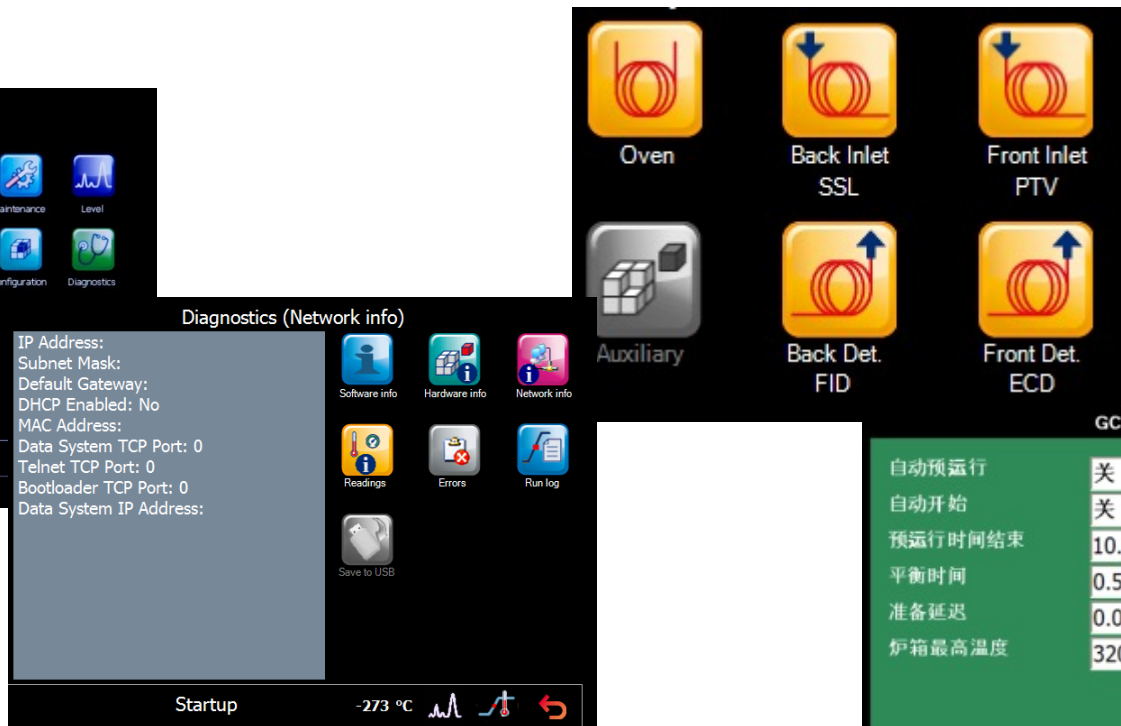 Oven
Back Inlet
SSL
Front Inlet
PTV
Auxiliary
Back Det.
FID
Front Det.
ECD
aintenance
Level
nfiguration
Diagnostics
Diagnostics (Network info)
IP Address:
Subnet Mask:
Default Gateway:
DHCP Enabled: No
MAC Address:
Data System TCP Port: 0
Telnet TCP Port: 0
Bootloader TCP Port: 0
Data System IP Address:
Software info
Hardware info
Network info
Readings
Errors
Run log
Save to USB
Startup
-273 °C
GC
自动预运行 关
自动开始 关
预运行时间结束 10.
平衡时间 0.5
准备延迟 0.0
炉箱最高温度 320